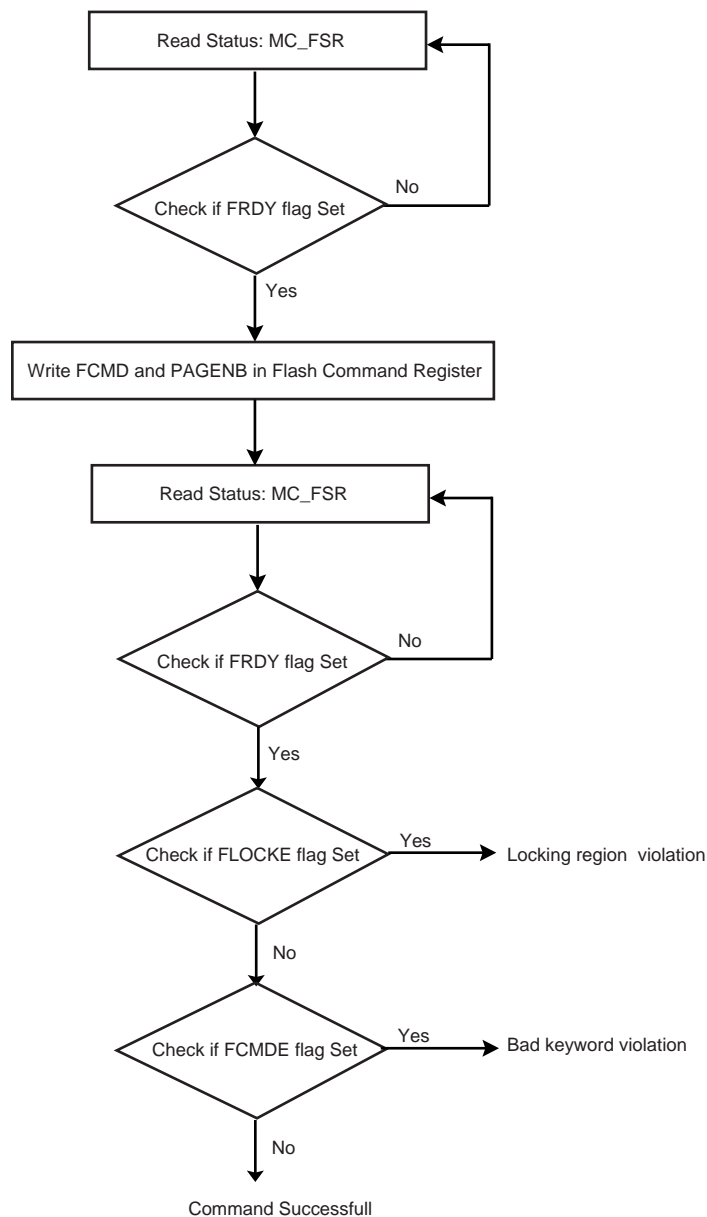 Read Status: MC_FSR
Check if FRDY flag Set
No
Yes
Write FCMD and PAGENB in Flash Command Register
Read Status: MC_FSR
Check if FRDY flag Set
No
Yes
Check if FLOCKE flag Set
Yes
Locking region violation
No
Check if FCMDE flag Set
Yes
Bad keyword violation
No
Command Successfull